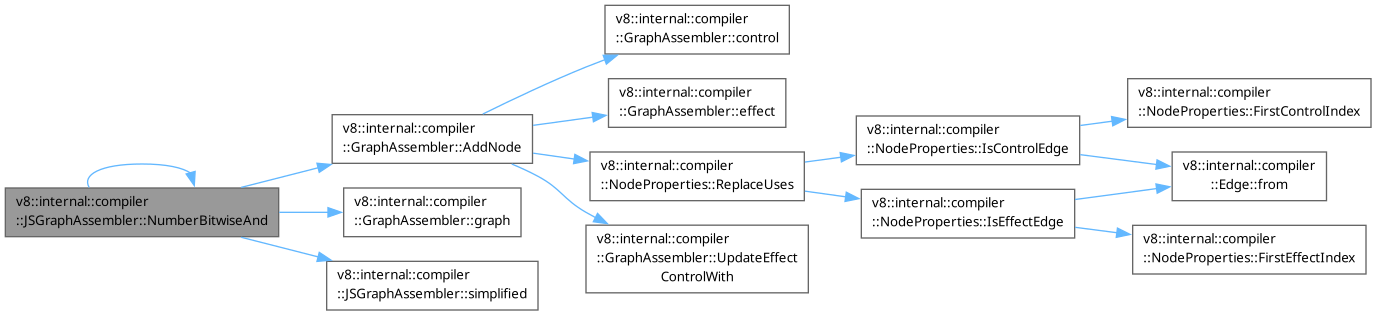 v8::internal::compiler
::GraphAssembler::control
v8::internal::compiler
::GraphAssembler::effect
v8::internal::compiler
::NodeProperties::FirstControlIndex
v8::internal::compiler
::GraphAssembler::AddNode
v8::internal::compiler
::NodeProperties::IsControlEdge
v8::internal::compiler
::NodeProperties::ReplaceUses
v8::internal::compiler
::Edge::from
v8::internal::compiler
::JSGraphAssembler::NumberBitwiseAnd
v8::internal::compiler
::GraphAssembler::graph
v8::internal::compiler
::NodeProperties::IsEffectEdge
v8::internal::compiler
::GraphAssembler::UpdateEffect
ControlWith
v8::internal::compiler
::NodeProperties::FirstEffectIndex
v8::internal::compiler
::JSGraphAssembler::simplified